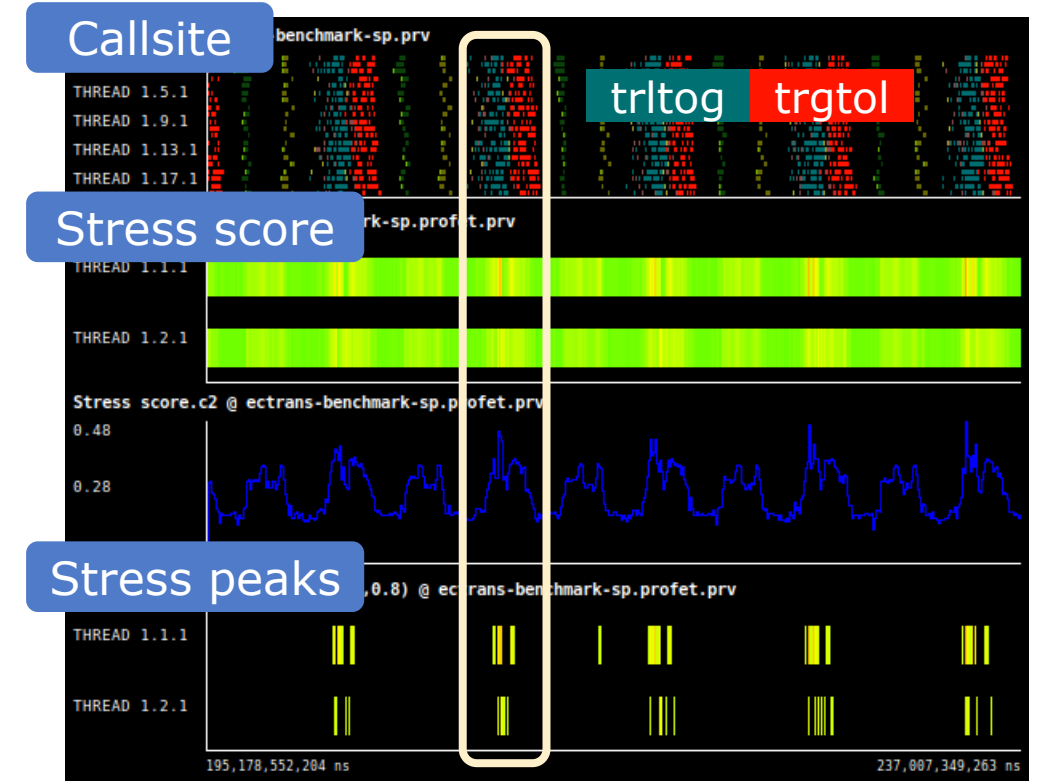 Callsite
-benchmark-sp.prv
THREAD 1.5.1
THREAD 1.9.1
THREAD 1.13.1
THREAD 1.17.1
trltog trgtol
Stress score
rk-sp.profet.prv
THREAD 1.1.1
THREAD 1.2.1
Stress score.c2 @ ectrans-benchmark-sp.profet.prv
0.48
0.28
Stress peaks
,0.8) @ ectrans-benchmark-sp.profet.prv
THREAD 1.1.1
THREAD 1.2.1
195,178,552,204 ns 237,007,349,263 ns